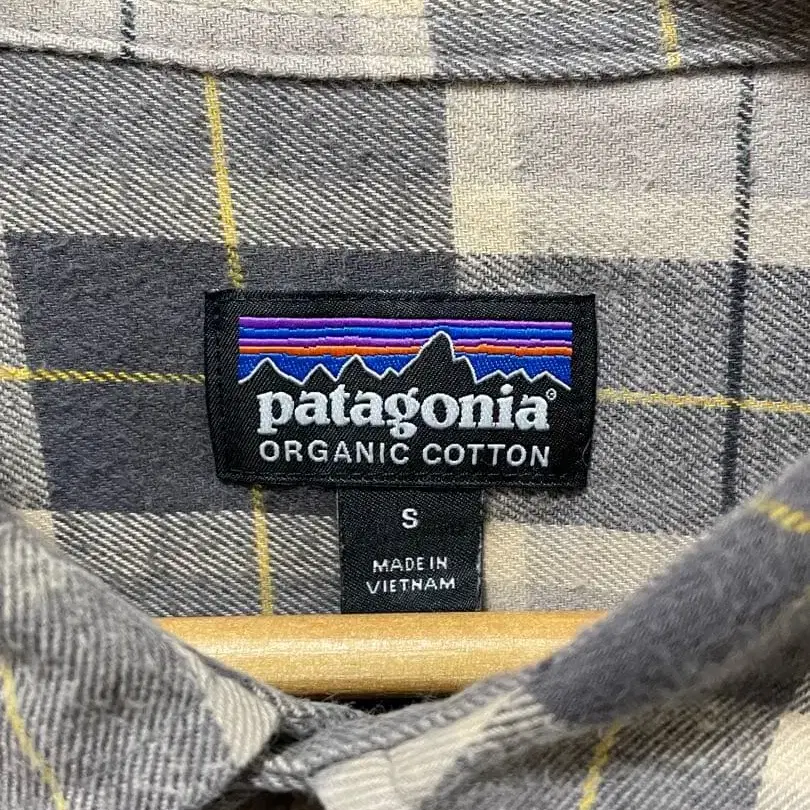 patagonia®
ORGANIC COTTON
S
MADE IN
VIETNAM